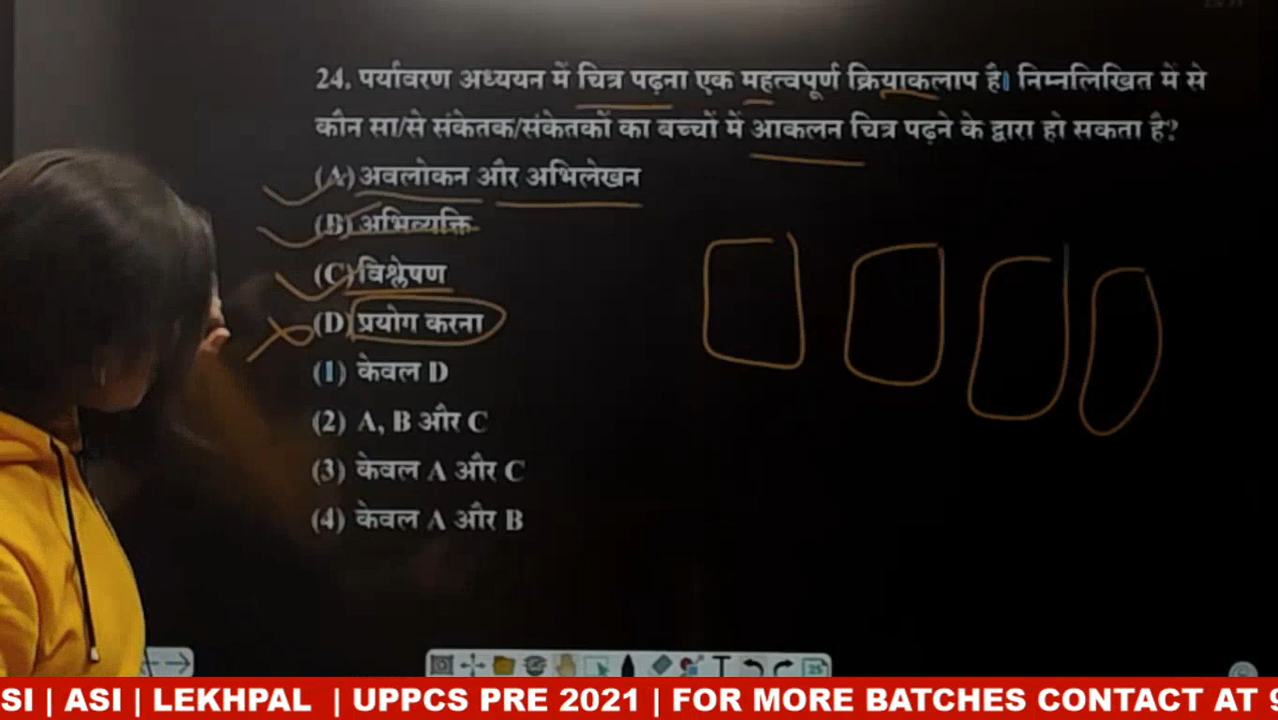 24. पर्यावरण अध्ययन में चित्र पढ़ना एक महत्वपूर्ण क्रियाकलाप है। निम्नलिखित में से
कौन सा/से संकेतक/संकेतकों का बच्चों में आकलन चित्र पढ़ने के द्वारा हो सकता है?
(A) अवलोकन और अभिलेखन
(B) अभिव्यक्ति
(C) विश्लेषण
(D) प्रयोग करना
(1) केवल D
(2) A, B और C
(3) केवल A और C
(4) केवल A और B
SI | ASI | LEKHPAL | UPPCS PRE 2021 | FOR MORE BATCHES CONTACT AT 9